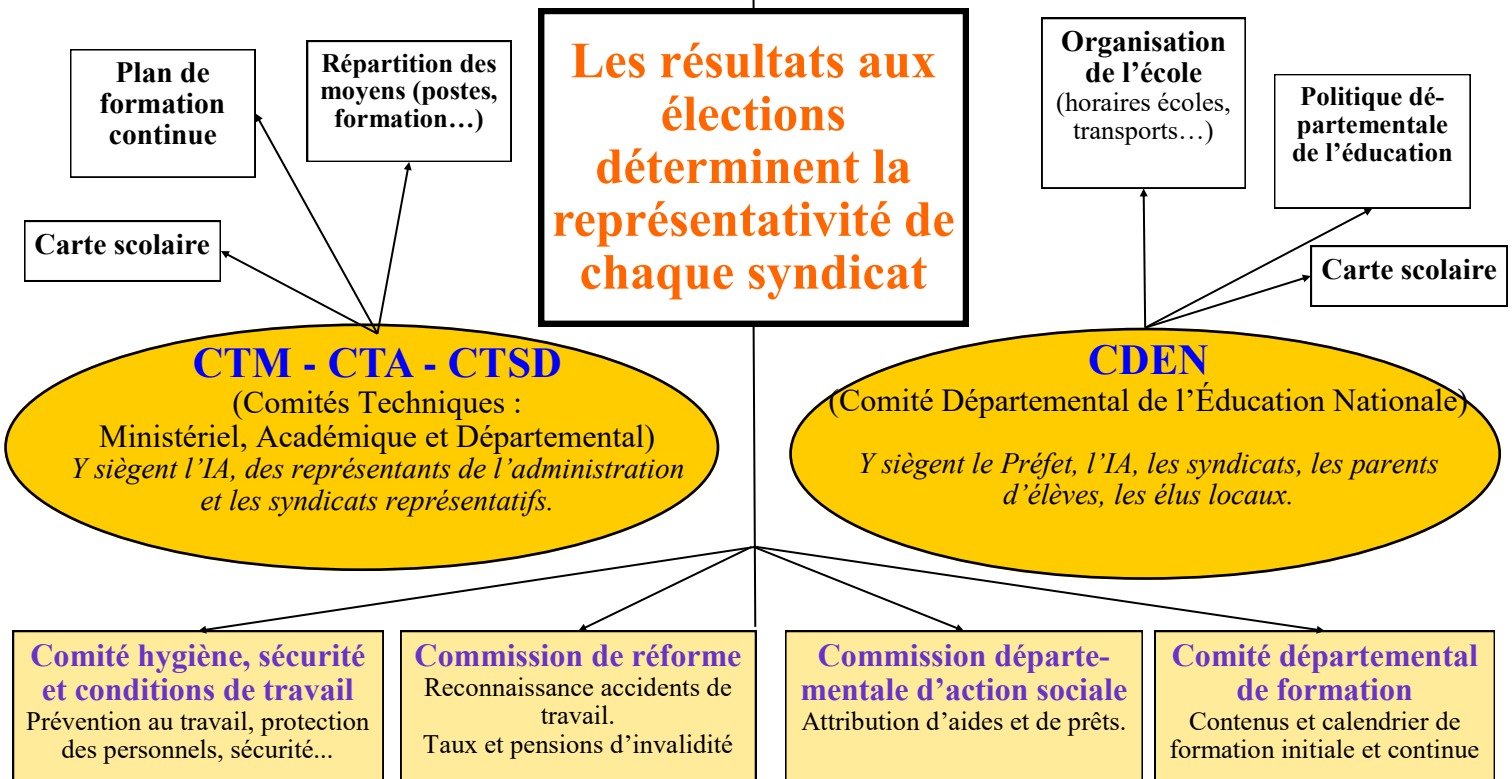 Plan de
formation
continue
Répartition des
moyens (postes,
formation…)
Carte scolaire
Les résultats aux
élections
déterminent la
représentativité de
chaque syndicat
Organisation
de l’école
(horaires écoles,
transports…)
Politique dé-
partementale
de l’éducation
Carte scolaire
CTM - CTA - CTSD
(Comités Techniques :
Ministériel, Académique et Départemental)
Y siègent l’IA, des représentants de l’administration
et les syndicats représentatifs.
CDEN
(Comité Départemental de l’Éducation Nationale)
Y siègent le Préfet, l’IA, les syndicats, les parents
d’élèves, les élus locaux.
Comité hygiène, sécurité
et conditions de travail
Prévention au travail, protection
des personnels, sécurité...
Commission de réforme
Reconnaissance accidents de
travail.
Taux et pensions d’invalidité
Commission départe-
mentale d’action sociale
Attribution d’aides et de prêts.
Comité départemental
de formation
Contenus et calendrier de
formation initiale et continue